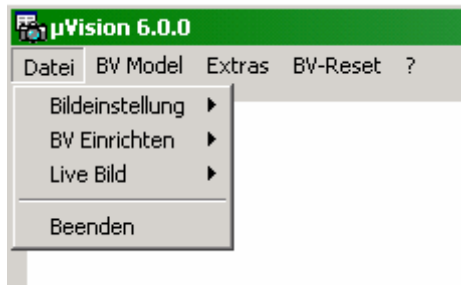 µVision 6.0.0
Datei BV Model Extras BV-Reset ?
Bildeinstellung
BV Einrichten
Live Bild
Beenden